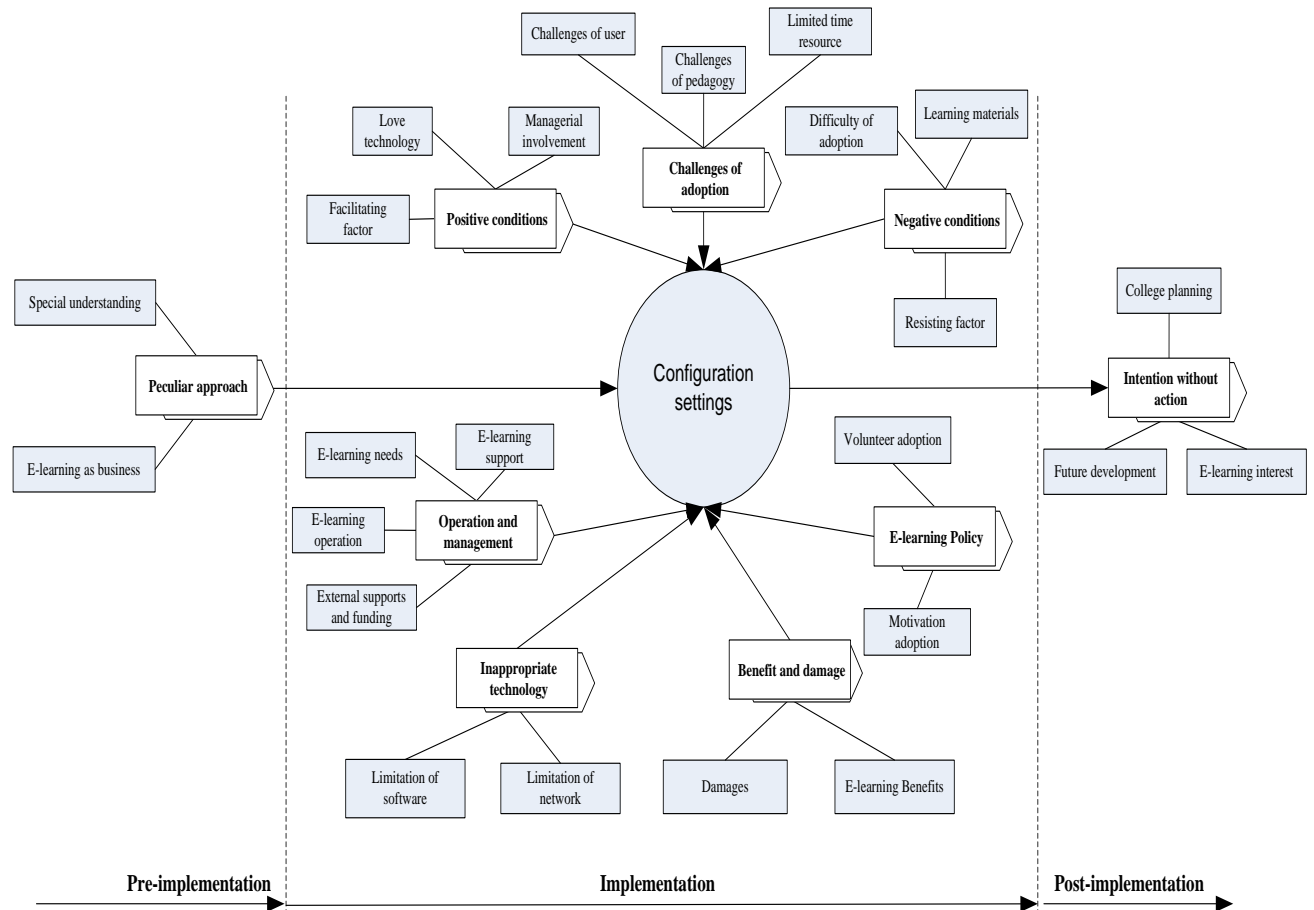 Challenges of user
Limited time
resource
Challenges
of pedagogy
Love
technology
Managerial
involvement
Difficulty of
adoption
Learning materials
Challenges of
adoption
Facilitating
factor
Positive conditions
Negative conditions
Special understanding
Resisting factor
College planning
Peculiar approach
Configuration
settings
Intention without
action
E-learning as business
E-learning needs
E-learning
support
Volunteer adoption
Future development
E-learning interest
E-learning
operation
Operation and
management
E-learning Policy
External supports
and funding
Motivation
adoption
Inappropriate
technology
Benefit and damage
Limitation of
software
Limitation of
network
Damages
E-learning Benefits
Pre-implementation
Implementation
Post-implementation